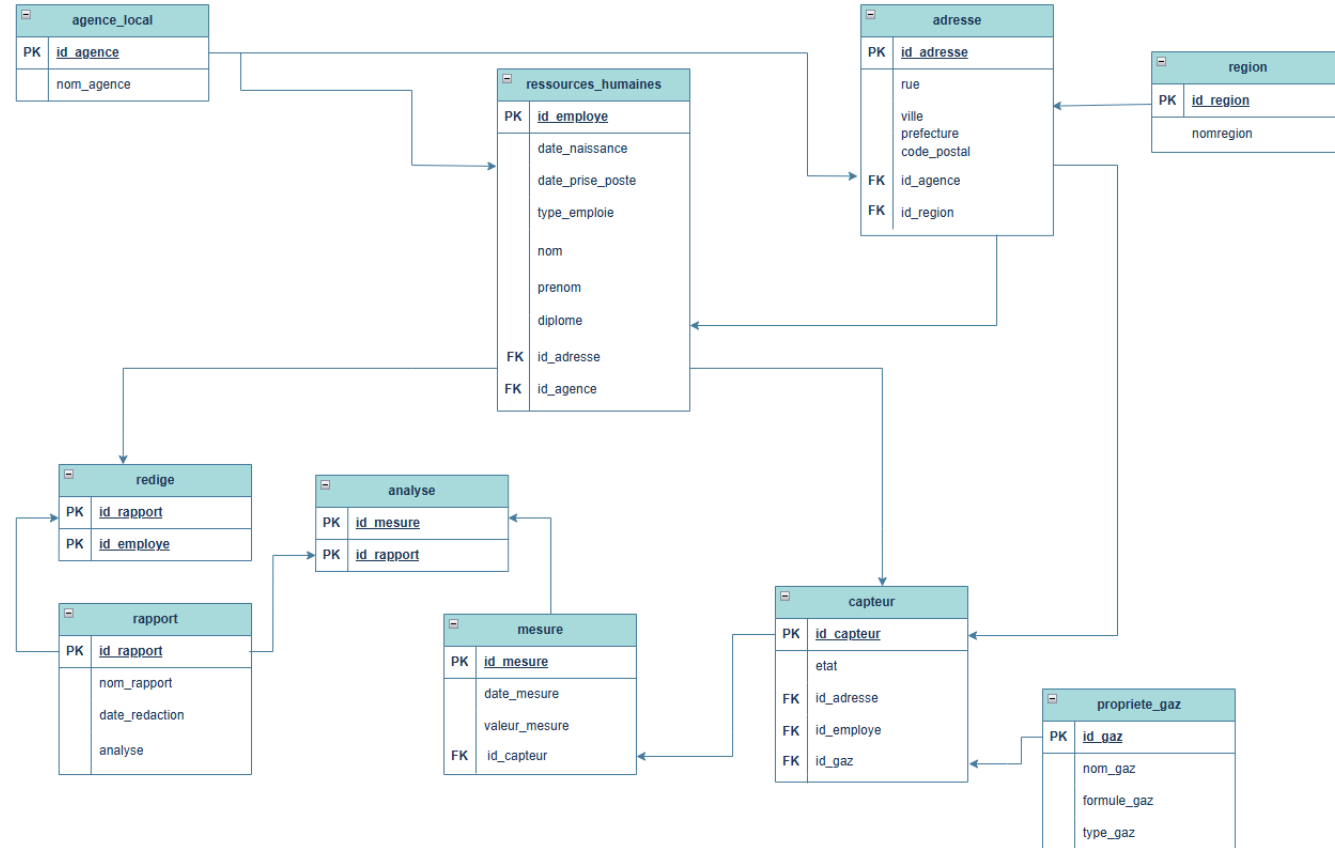 agence_local
PK id_agence
nom_agence
adresse
PK id_adresse
rue
ville
prefecture
code_postal
FK id_agence
FK id_region
region
PK id_region
nomregion
ressources_humaines
PK id_employe
date_naissance
date_prise_poste
type_emploie
nom
prenom
diplome
FK id_adresse
FK id_agence
redige
PK id_rapport
PK id_employe
analyse
PK id_mesure
PK id_rapport
rapport
PK id_rapport
nom_rapport
date_redaction
analyse
mesure
PK id_mesure
date_mesure
valeur_mesure
FK id_capteur
capteur
PK id_capteur
etat
FK id_adresse
FK id_employe
FK id_gaz
propriete_gaz
PK id_gaz
nom_gaz
formule_gaz
type_gaz